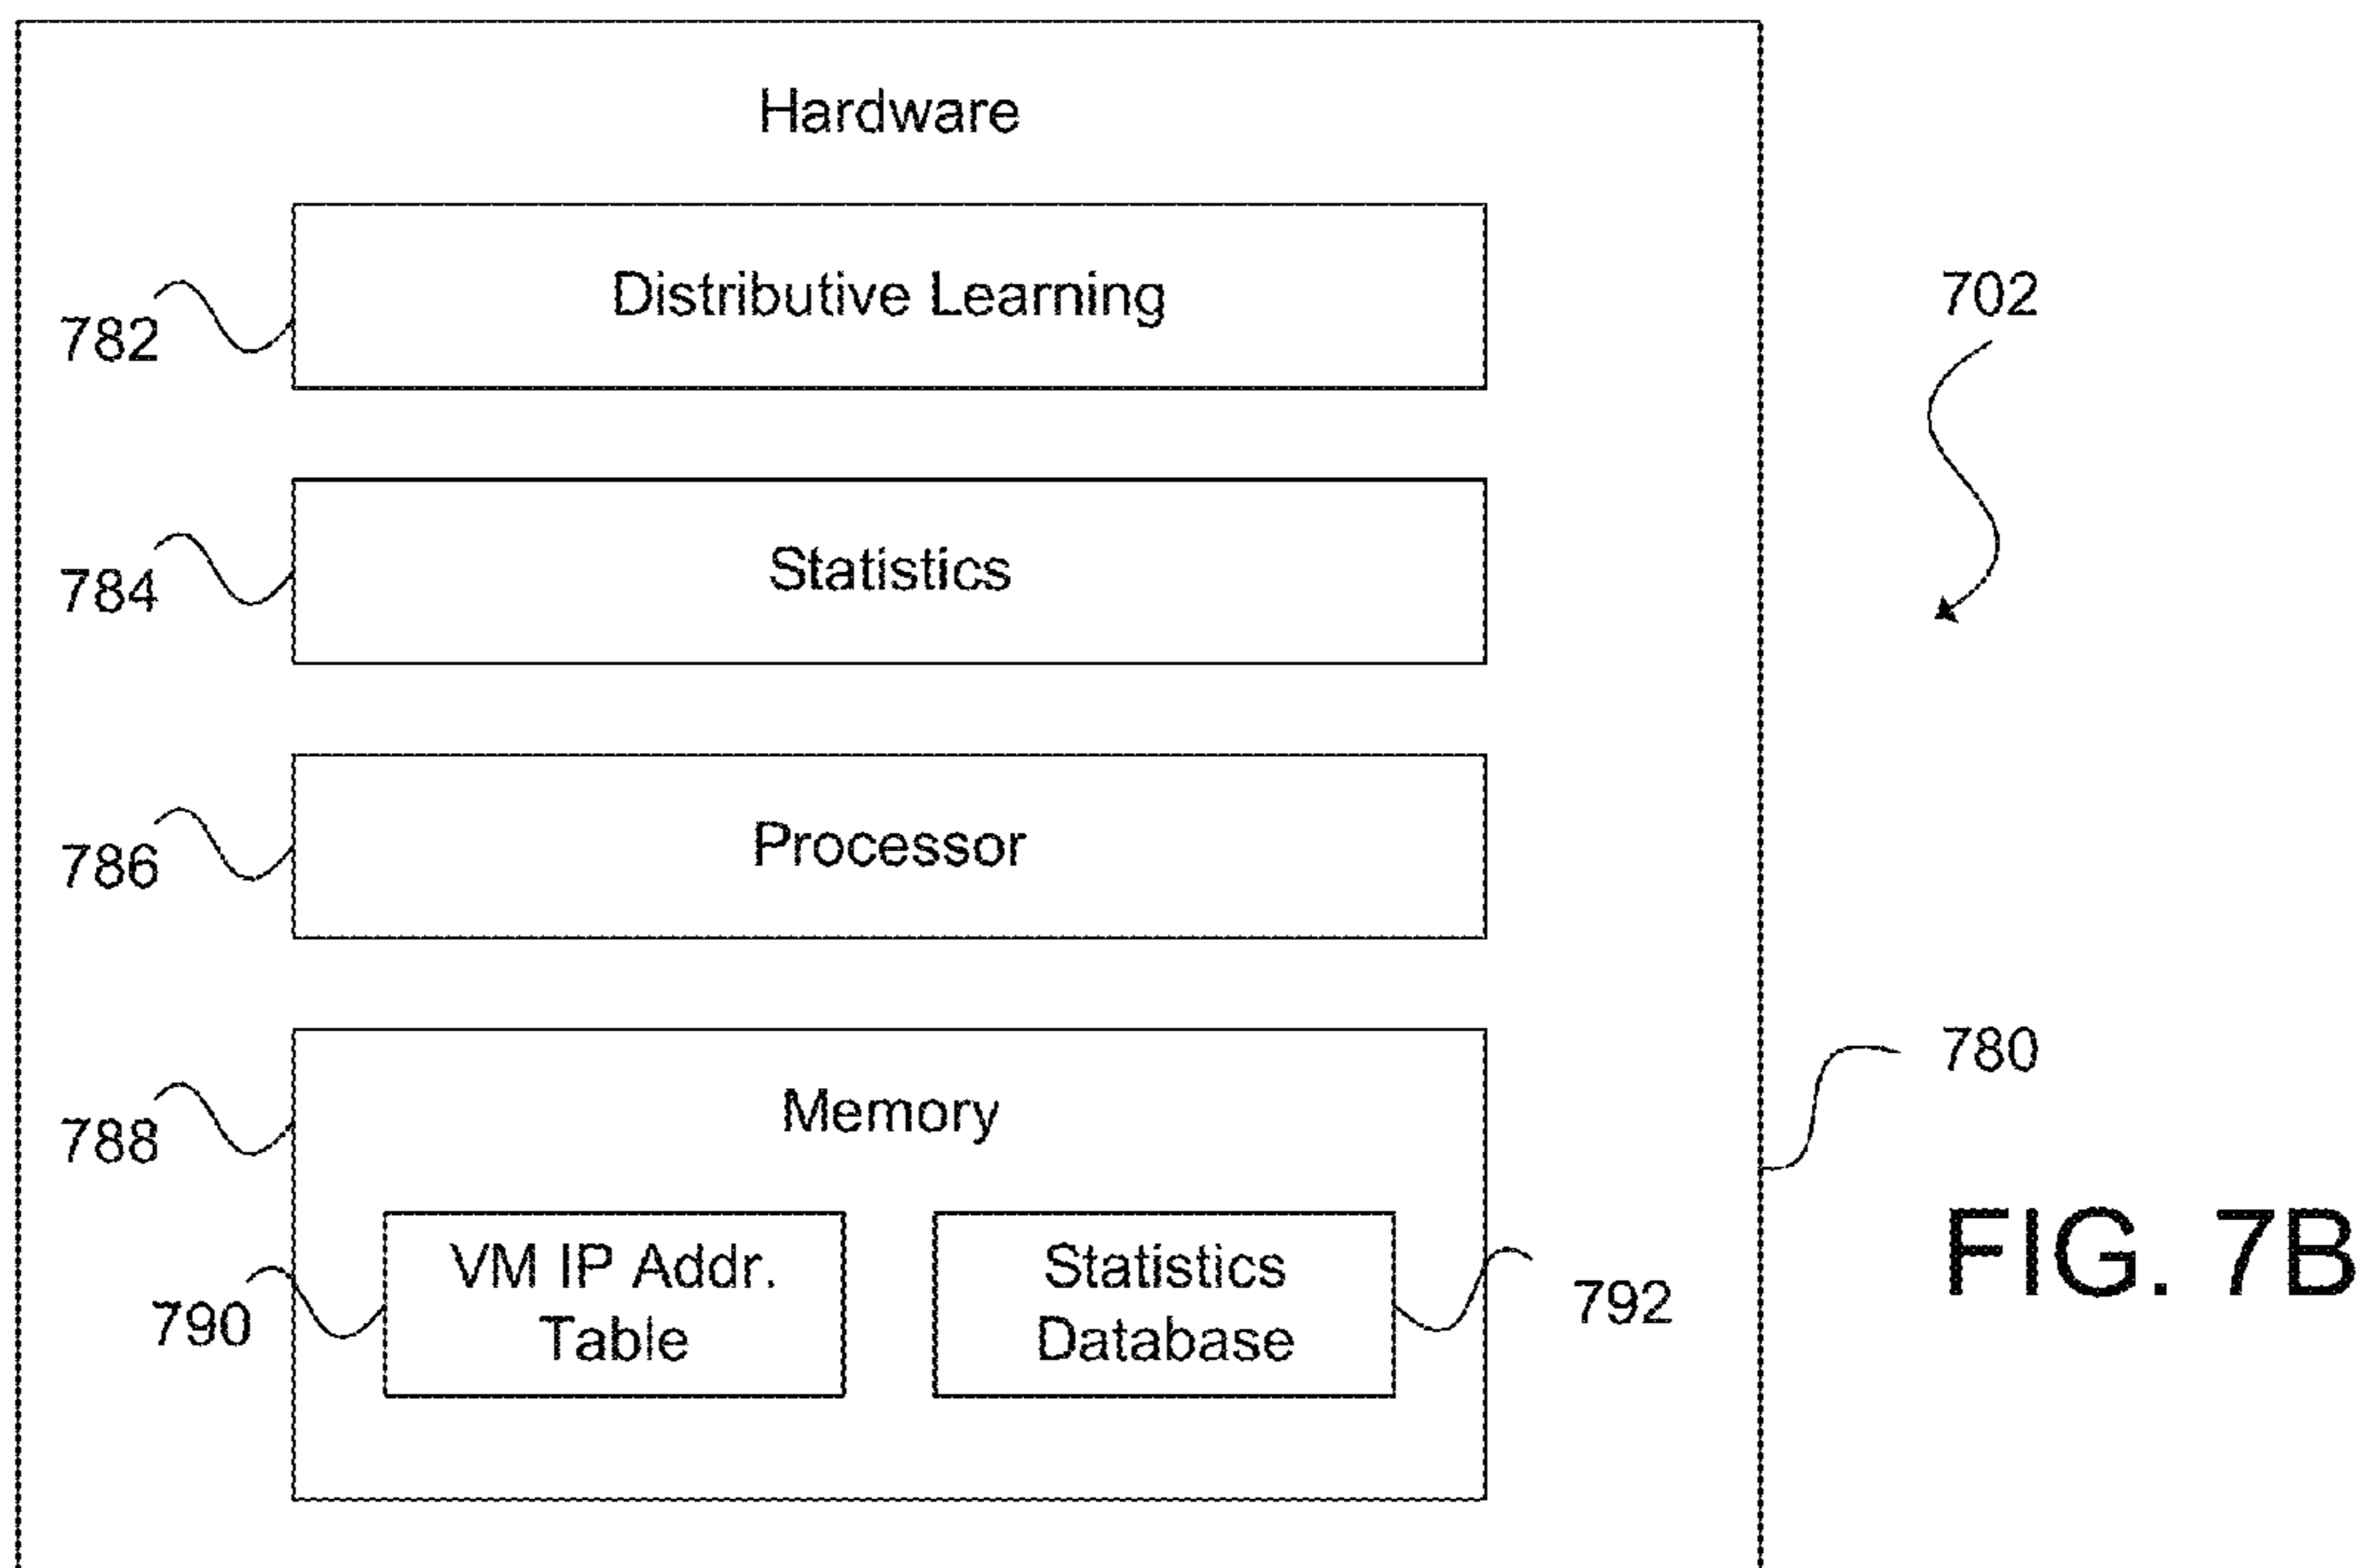 Hardware
Distributive Learning
782
702
Statistics
784
Processor
786
780
Memory
788
VM IP Addr.
Table
790
Statistics
Database
792
FIG. 7B